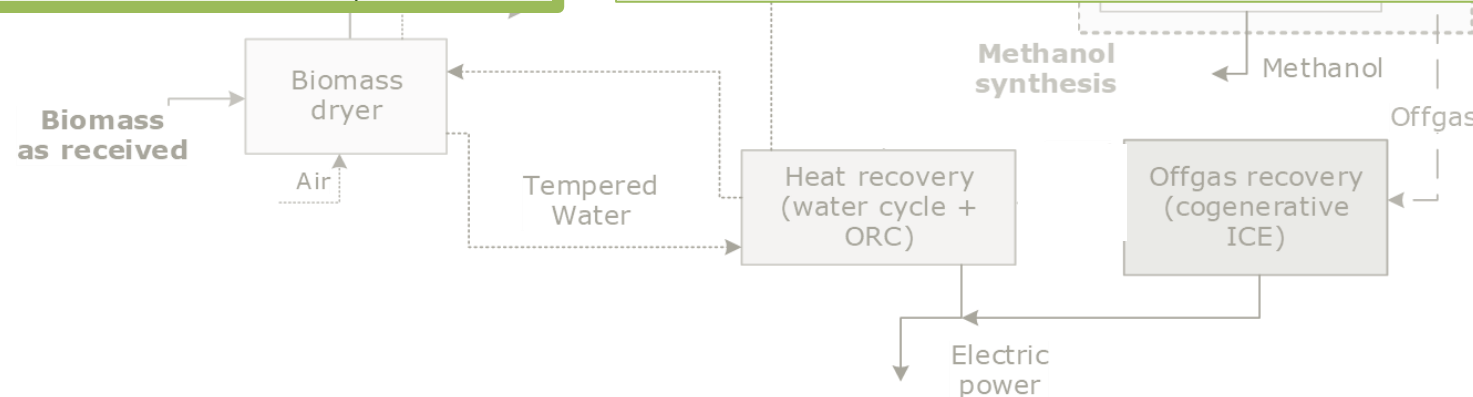 Biomass
dryer
Biomass
as received
Air
Tempered
Water
Heat recovery
(water cycle +
ORC)
Methanol
synthesis
Methanol
Offgas
Offgas recovery
(cogenerative
ICE)
Electric
power